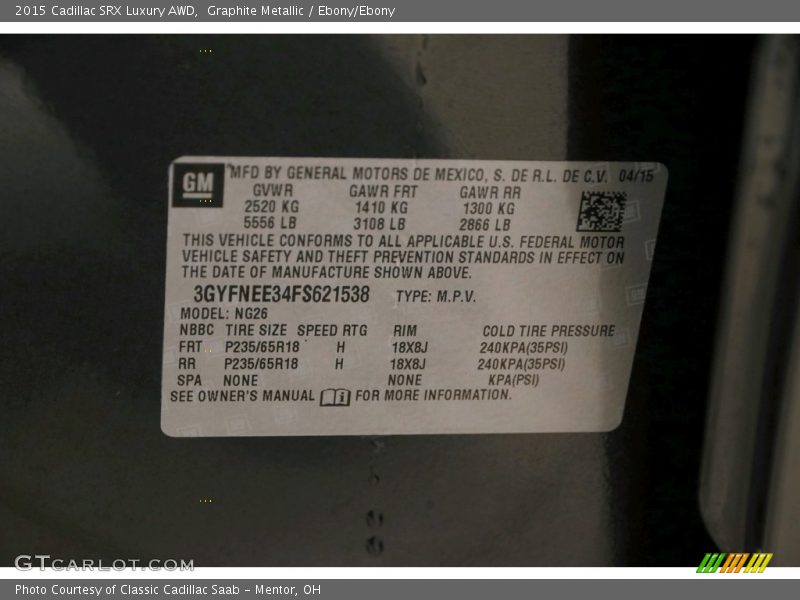 2015 Cadillac SRX Luxury AWD,  Graphite Metallic / Ebony/Ebony
GM
MFD BY GENERAL MOTORS DE MEXICO, S. DE R.L. DE C.V. 04/15
GVWR GAWR FRT GAWR RR
2520 KG 1410 KG 1300 KG
5556 LB 3108 LB 2866 LB
THIS VEHICLE CONFORMS TO ALL APPLICABLE U.S. FEDERAL MOTOR
VEHICLE SAFETY AND THEFT PREVENTION STANDARDS IN EFFECT ON
THE DATE OF MANUFACTURE SHOWN ABOVE.
3GYFNEE34FS621538 TYPE: M.P.V.
MODEL: NG26
NBBC TIRE SIZE SPEED RTG RIM COLD TIRE PRESSURE
FRT P235/65R18 H 18X8J 240KPA(35PSI)
RR P235/65R18 H 18X8J 240KPA(35PSI)
SPA NONE NONE KPA(PSI)
SEE OWNER'S MANUAL FOR MORE INFORMATION.
GTCARLOT.COM
Photo Courtesy of Classic Cadillac Saab – Mentor, OH